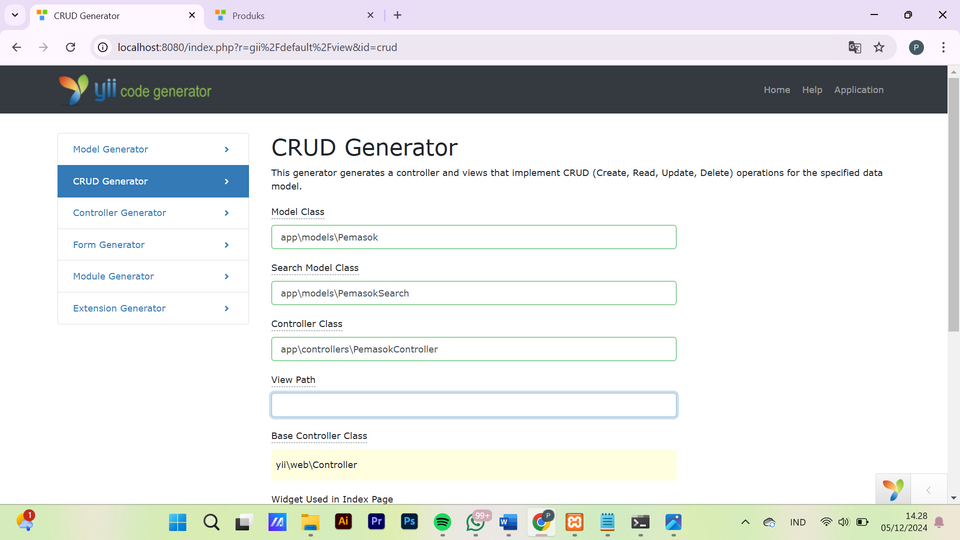 CRUD Generator
Produks
localhost:8080/index.php?r=gii%2Fdefault%2Fview&id=crud
P
yii code generator
Home
Help
Application
Model Generator
CRUD Generator
Controller Generator
Form Generator
Module Generator
Extension Generator
CRUD Generator
This generator generates a controller and views that implement CRUD (Create, Read, Update, Delete) operations for the specified data
model.
Model Class
app\models\Pemasok
Search Model Class
app\models\PemasokSearch
Controller Class
app\controllers\PemasokController
View Path
Base Controller Class
yii\web\Controller
Widget Used in Index Page
1
Ai
Pr
Ps
99+
W
P
IND
14.28
05/12/2024